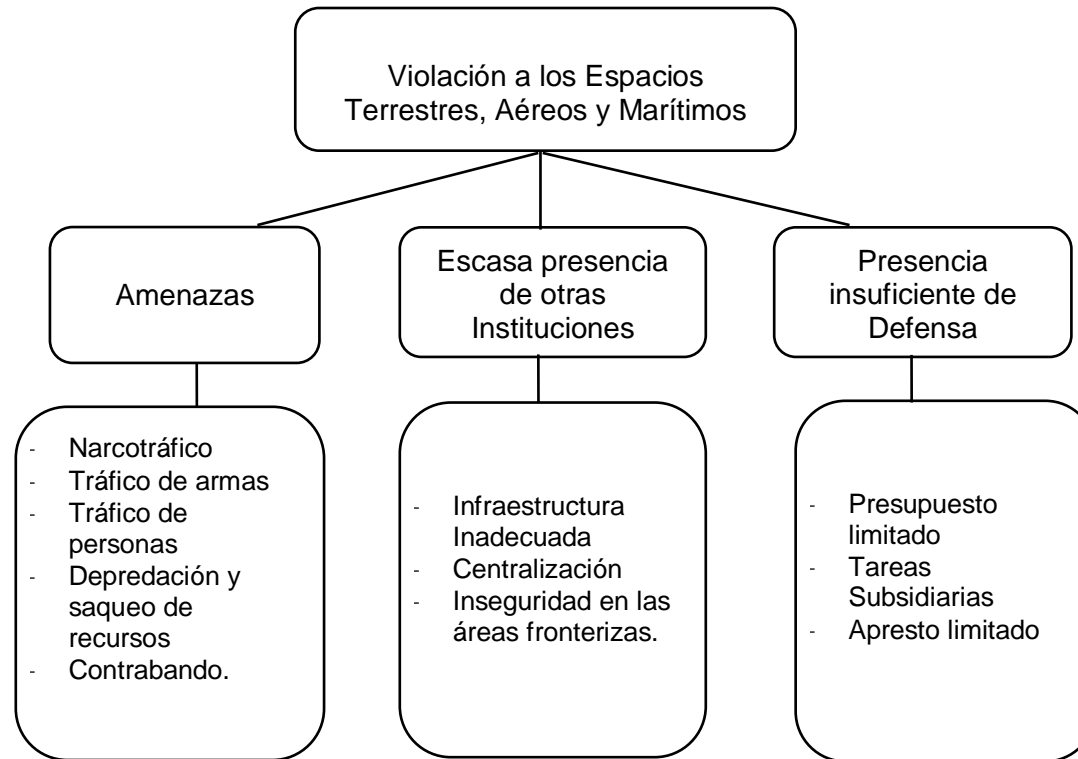 Violación a los Espacios
Terrestres, Aéreos y Marítimos
Amenazas
Escasa presencia
de otras
Instituciones
Presencia
insuficiente de
Defensa
- Narcotráfico
- Tráfico de armas
- Tráfico de
personas
- Depredación y
saqueo de
recursos
- Contrabando.
- Infraestructura
Inadecuada
- Centralización
- Inseguridad en las
áreas fronterizas.
- Presupuesto
limitado
- Tareas
Subsidiarias
- Apresto limitado